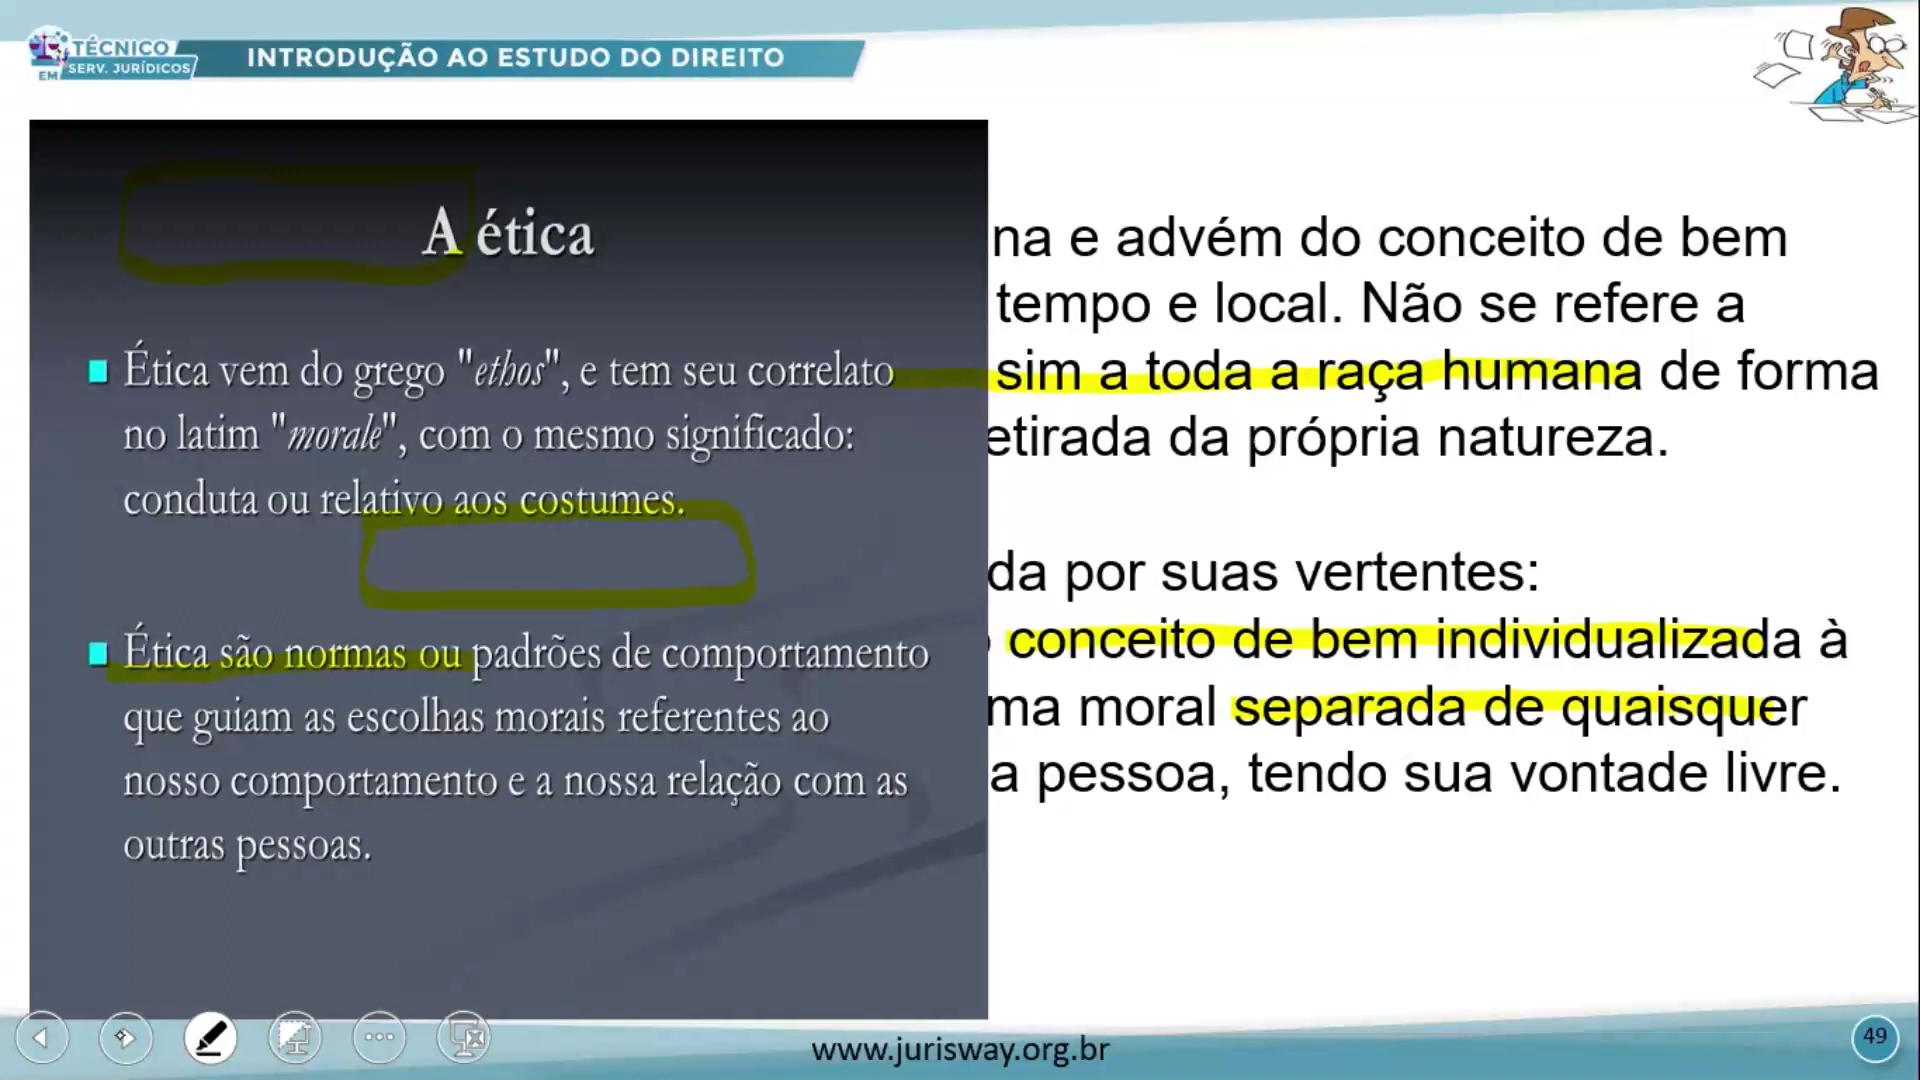 TÉCNICO
EM SERV. JURÍDICOS
INTRODUÇÃO AO ESTUDO DO DIREITO
A ética
Ética vem do grego "ethos", e tem seu correlato
no latim "morale", com o mesmo significado:
conduta ou relativo aos costumes.
Ética são normas ou padrões de comportamento
que guiam as escolhas morais referentes ao
nosso comportamento e a nossa relação com as
outras pessoas.
na e advém do conceito de bem
tempo e local. Não se refere a
sim a toda a raça humana de forma
etirada da própria natureza.
da por suas vertentes:
conceito de bem individualizada à
ma moral separada de quaisquer
a pessoa, tendo sua vontade livre.
www.jurisway.org.br
49